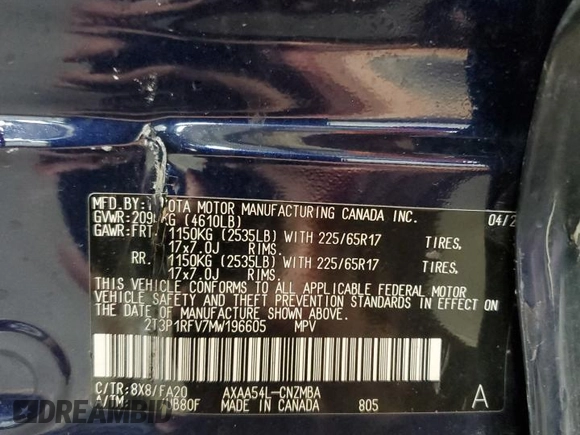 MFD.BY: OTA MOTOR MANUFACTURING CANADA INC. 04/2
GVWR:209 KG (4610LB)
GAWR:FRT 1150KG (2535LB) WITH 225/65R17 TIRES,
17x7.0J RIMS.
RR. 1150KG (2535LB) WITH 225/65R17 TIRES,
17x7.0J RIMS.
THIS VEHICLE CONFORMS TO ALL APPLICABLE FEDERAL MOTOR
VEHICLE SAFETY AND THEFT PREVENTION STANDARDS IN EFFECT ON
THE DATE OF MANUFACTURE SHOWN ABOVE.
2T3P1RFV7MW196605 MPV
C/TR:8X8/FA20 AXAA54L-CNZMBA A
A/TM: UB80F MADE IN CANADA 805
DREAMBID